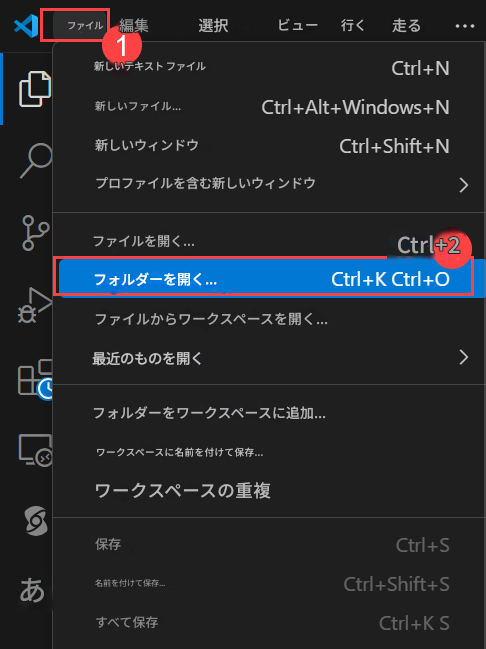 ファイル 編集 選択 ビュー 行く 走る ...
1
新しいテキスト ファイル Ctrl+N
新しいファイル... Ctrl+Alt+Windows+N
新しいウィンドウ Ctrl+Shift+N
プロファイルを含む新しいウィンドウ
ファイルを開く... Ctrl+2
フォルダーを開く... Ctrl+K Ctrl+O
ファイルからワークスペースを開く...
最近のものを開く
フォルダーをワークスペースに追加...
ワークスペースに名前を付けて保存...
ワークスペースの重複
保存 Ctrl+S
あ
名前を付けて保存... Ctrl+Shift+S
すべて保存 Ctrl+K S